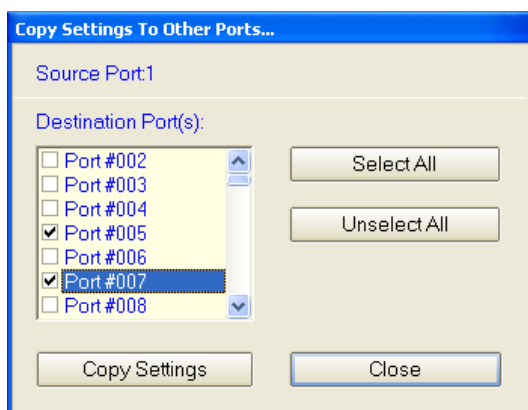 Copy Settings To Other Ports...
Source Port:1
Destination Port(s):
Port #002
Port #003
Port #004
Port #005
Port #006
Port #007
Port #008
Select All
Unselect All
Copy Settings
Close